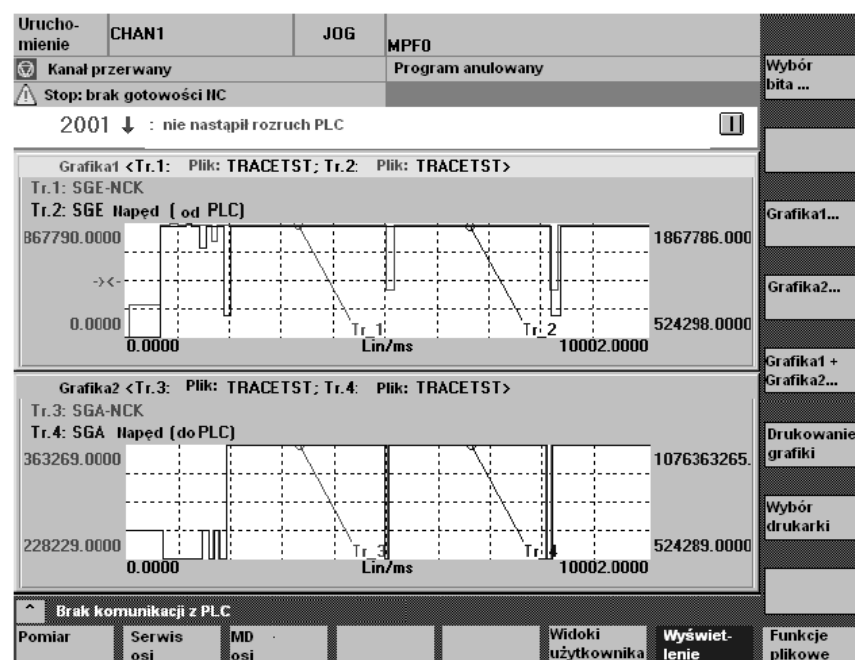 Urucho-
mienie
CHAN1
JOG
MPF0
Kanał przerwany
Program anulowany
Stop: brak gotowości NC
2001 ↓ : nie nastąpił rozruch PLC
Grafika1 <Tr.1: Plik: TRACETST; Tr.2: Plik: TRACETST>
Tr.1: SGE-NCK
Tr.2: SGE Napęd ( od PLC)
867790.0000
1867786.000
-><-
0.0000
Tr_1
Tr_2
524298.0000
0.0000
Lin/ms
10002.0000
Grafika2 <Tr.3: Plik: TRACETST; Tr.4: Plik: TRACETST>
Tr.3: SGA-NCK
Tr.4: SGA Napęd (do PLC)
363269.0000
1076363265.
228229.0000
Tr_3
Tr_4
524289.0000
0.0000
Lin/ms
10002.0000
^ Brak komunikacji z PLC
Wybór
bita ...
Grafika1...
Grafika2...
Grafika1 +
Grafika2...
Drukowanie
grafiki
Wybór
drukarki
Pomiar
Serwis
osi
MD
osi
Widoki
użytkownika
Wyświet-
lenie
Funkcje
plikowe